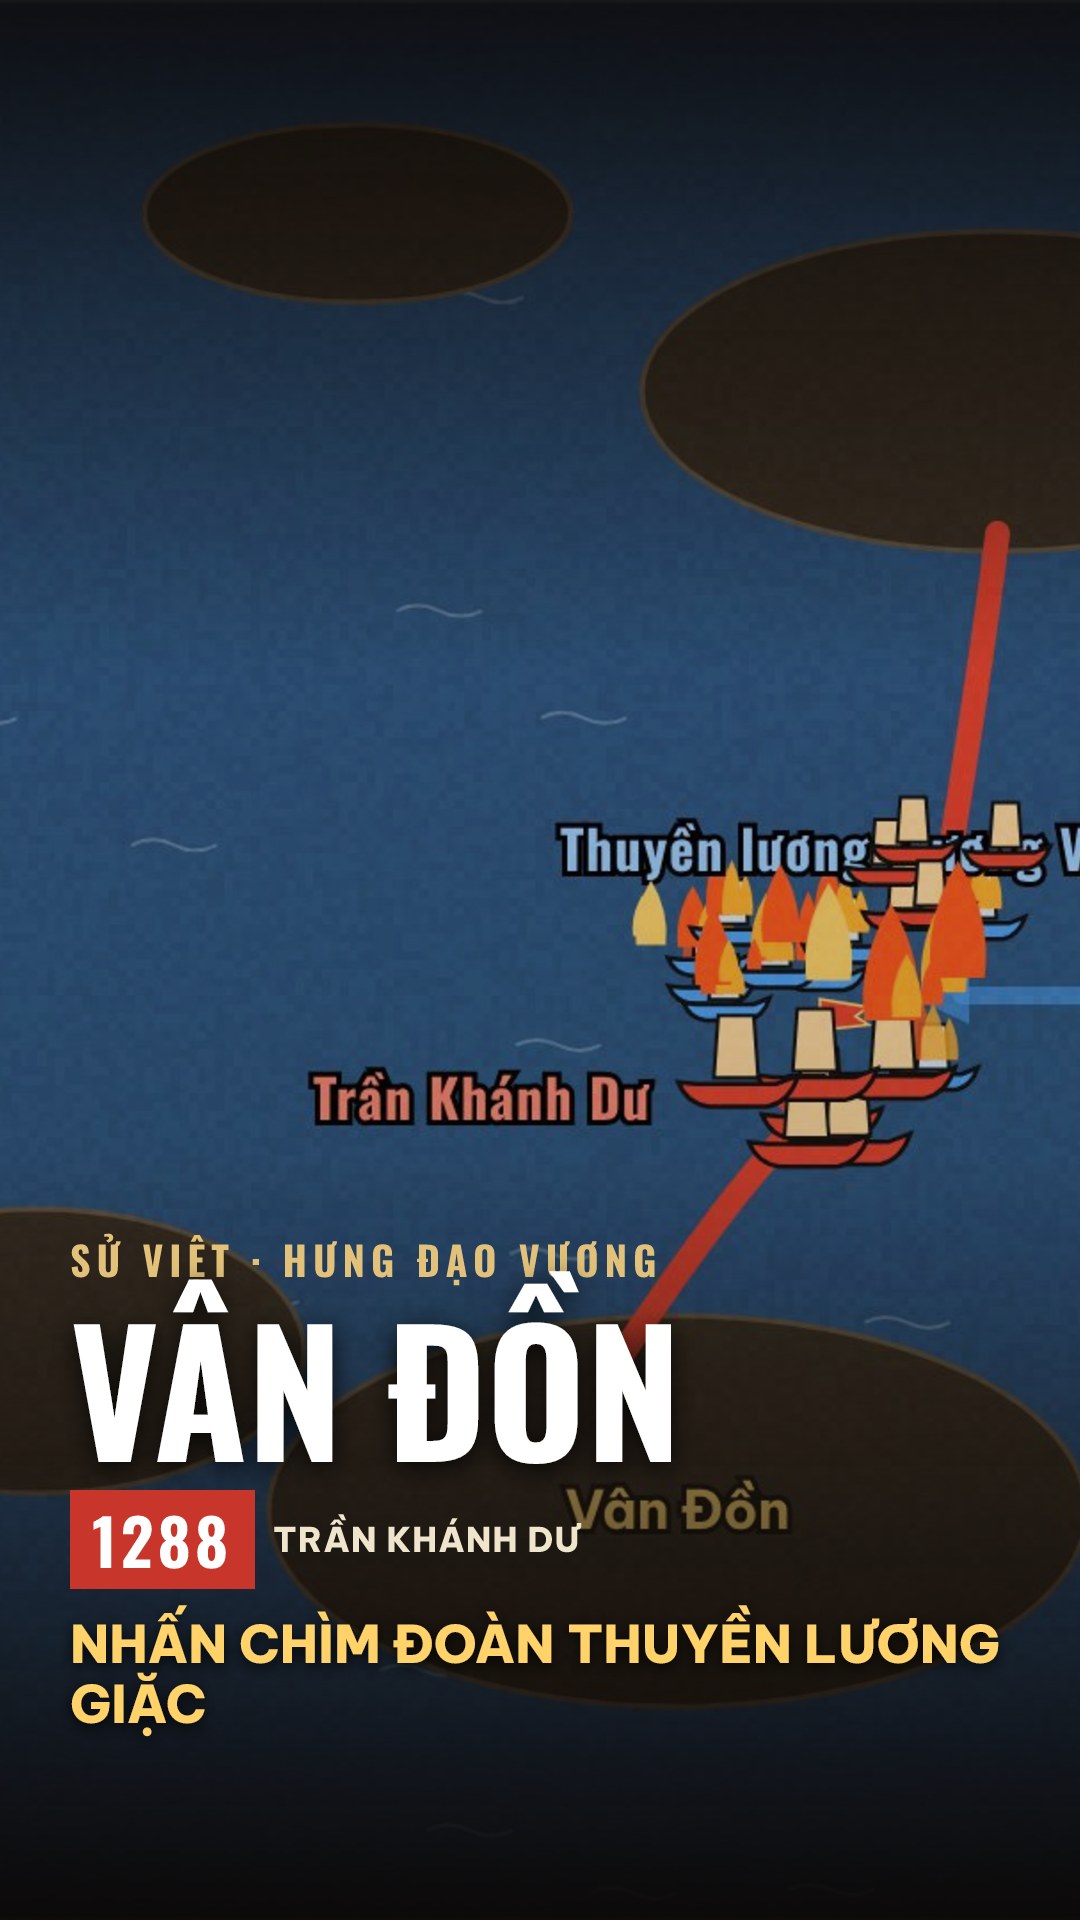 Thuyền lương
Trần Khánh Dư
SỬ VIỆT · HƯNG ĐẠO VƯƠNG
VÂN ĐỒN
Vân Đồn
1288 TRẦN KHÁNH DƯ
NHẤN CHÌM ĐOÀN THUYỀN LƯƠNG
GIẶC